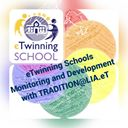 eTwinning
SCHOOL
eTwinning Schools
Monitoring and Development
with TRADITION@LIA.eT